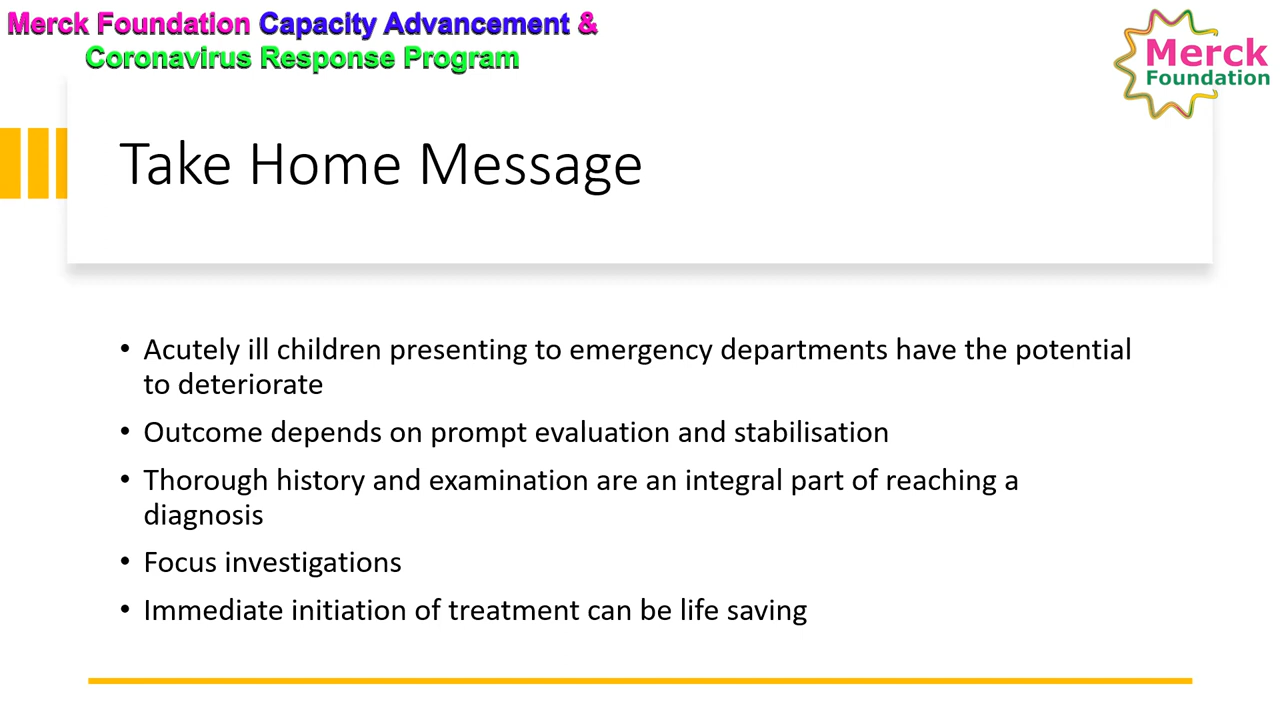 Merck Foundation Capacity Advancement &
Coronavirus Response Program
Merck
Foundation
Take Home Message
• Acutely ill children presenting to emergency departments have the potential
to deteriorate
• Outcome depends on prompt evaluation and stabilisation
• Thorough history and examination are an integral part of reaching a
diagnosis
• Focus investigations
• Immediate initiation of treatment can be life saving